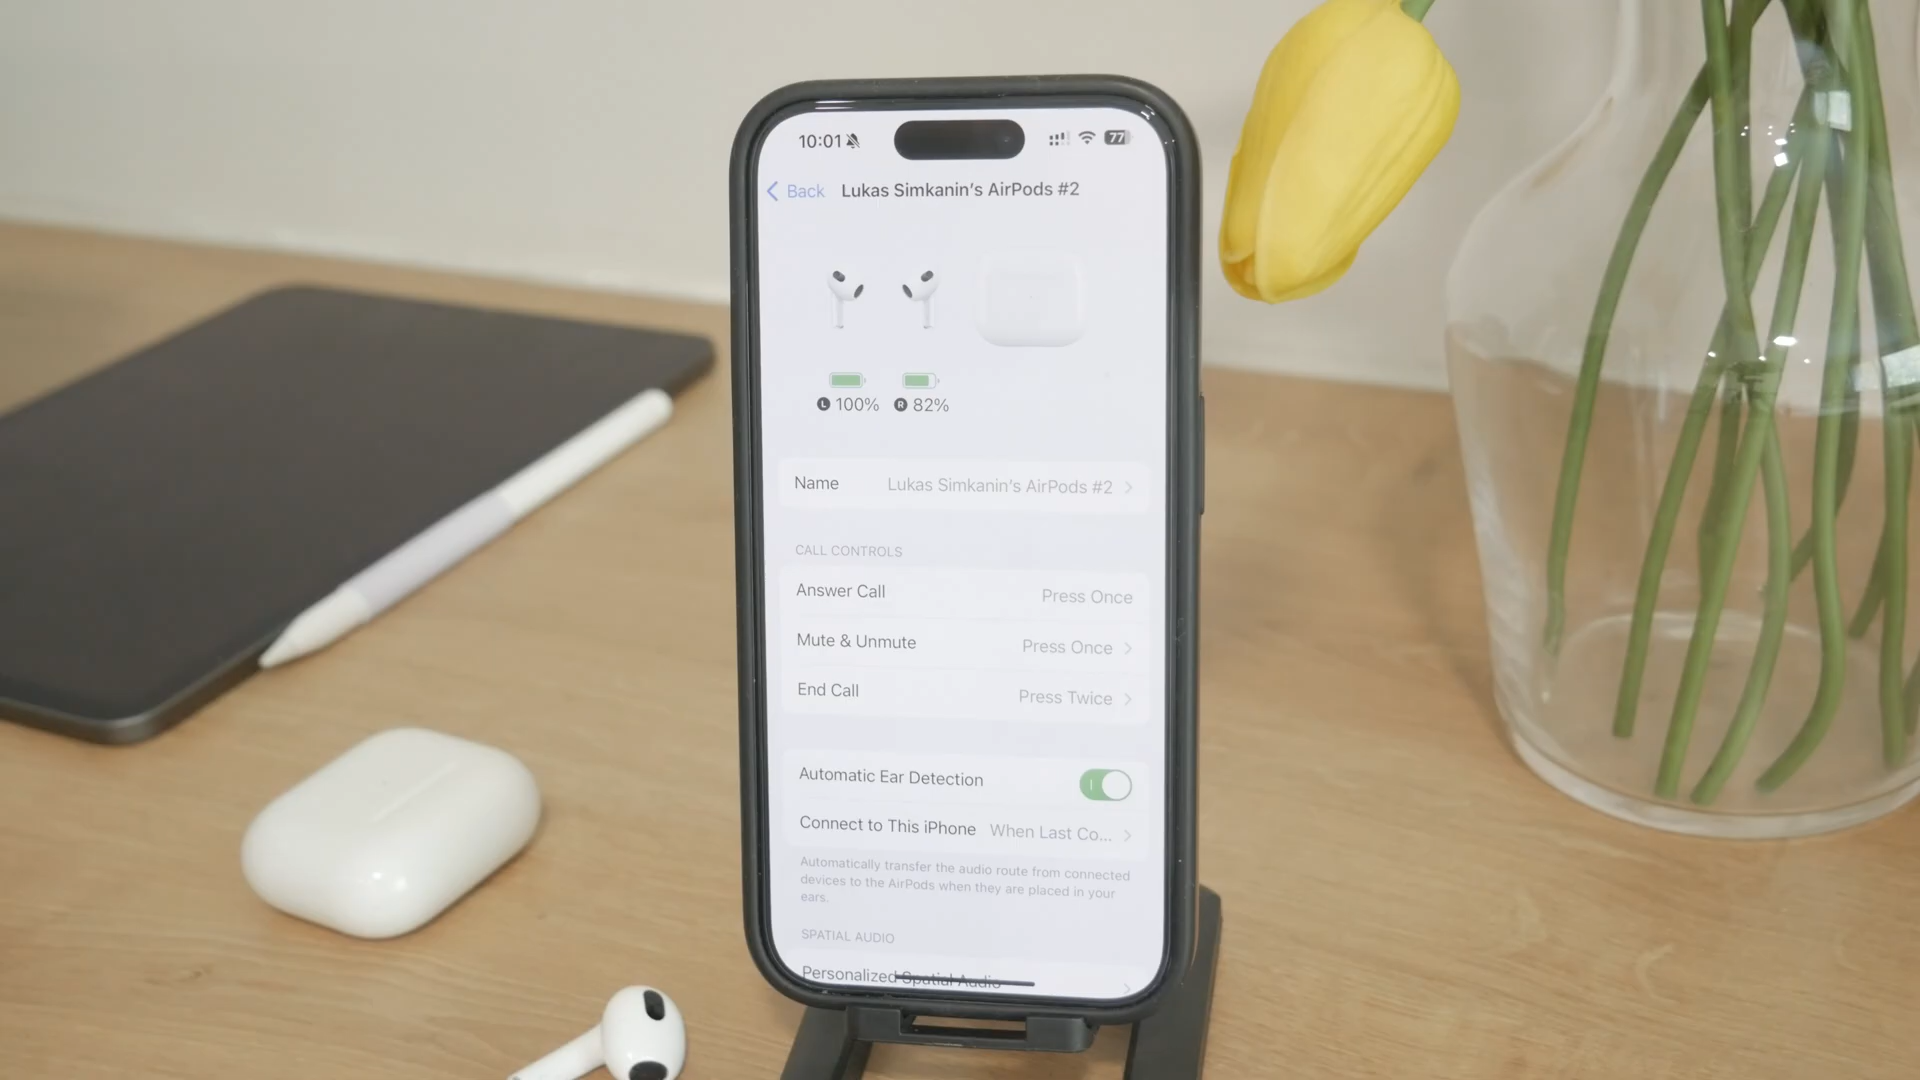 10:01 77
Back Lukas Simkanin's AirPods #2
L 100% R 82%
Name Lukas Simkanin's AirPods #2
CALL CONTROLS
Answer Call Press Once
Mute & Unmute Press Once
End Call Press Twice
Automatic Ear Detection
Connect to This iPhone When Last Co...
Automatically transfer the audio route from connected
devices to the AirPods when they are placed in your
ears.
SPATIAL AUDIO
Personalized Spatial Audio